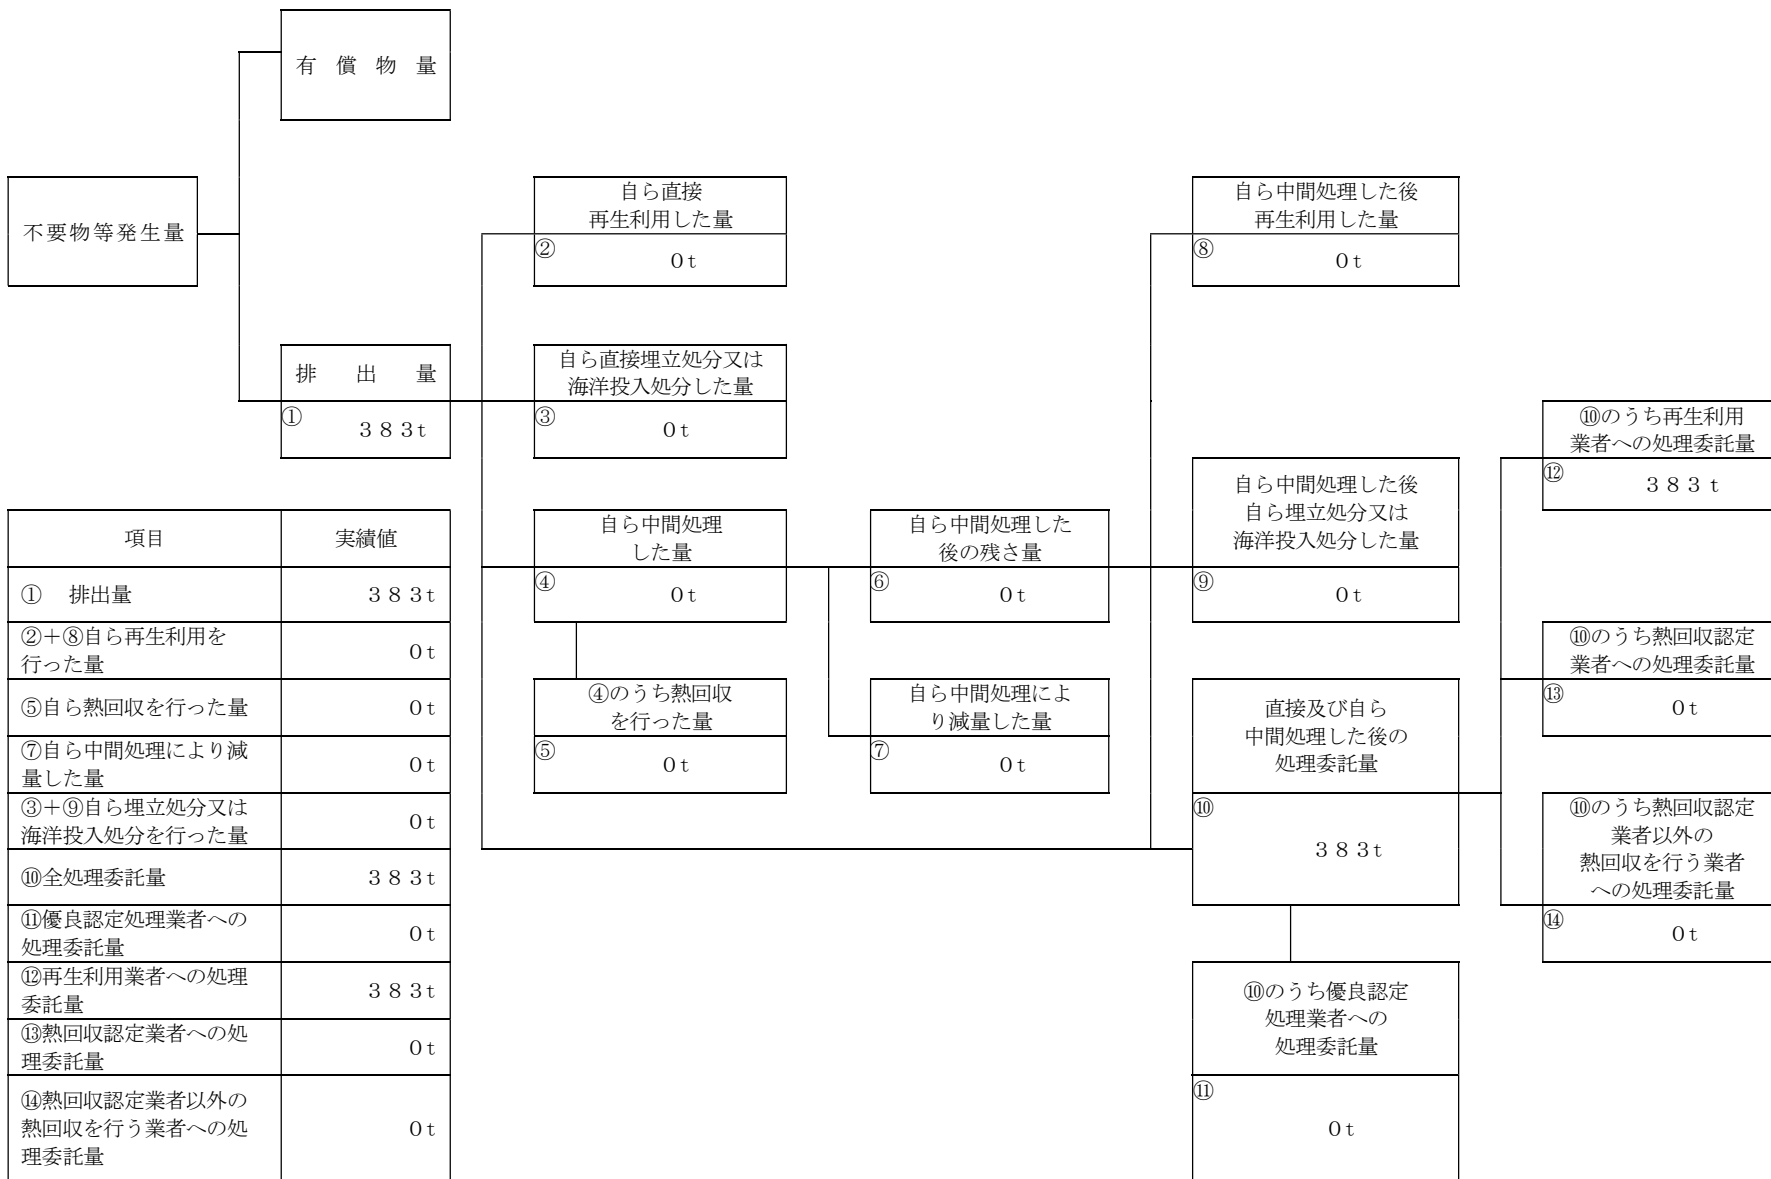 有　償　物　量
不要物等発生量
自ら直接
再生利用した量
②
０ｔ
自ら中間処理した後
再生利用した量
⑧
０ｔ
排　出　量
①
３８３ｔ
自ら直接埋立処分又は
海洋投入処分した量
③
０ｔ
⑩のうち再生利用
業者への処理委託量
⑫
３８３ｔ
自ら中間処理
した量
④
０ｔ
自ら中間処理した
後の残さ量
⑥
０ｔ
自ら中間処理した後
自ら埋立処分又は
海洋投入処分した量
⑨
０ｔ
⑩のうち熱回収認定
業者への処理委託量
⑬
０ｔ
④のうち熱回収
を行った量
⑤
０ｔ
自ら中間処理によ
り減量した量
⑦
０ｔ
直接及び自ら
中間処理した後の
処理委託量
⑩
３８３ｔ
⑩のうち熱回収認定
業者以外の
熱回収を行う業者
への処理委託量
⑭
０ｔ
⑩のうち優良認定
処理業者への
処理委託量
⑪
０ｔ
項目　実績値
①　排出量　３８３ｔ
②＋⑧自ら再生利用を
行った量　０ｔ
⑤自ら熱回収を行った量　０ｔ
⑦自ら中間処理により減
量した量　０ｔ
③＋⑨自ら埋立処分又は
海洋投入処分を行った量　０ｔ
⑩全処理委託量　３８３ｔ
⑪優良認定処理業者への
処理委託量　０ｔ
⑫再生利用業者への処理
委託量　３８３ｔ
⑬熱回収認定業者への処
理委託量　０ｔ
⑭熱回収認定業者以外の
熱回収を行う業者への処　０ｔ
理委託量